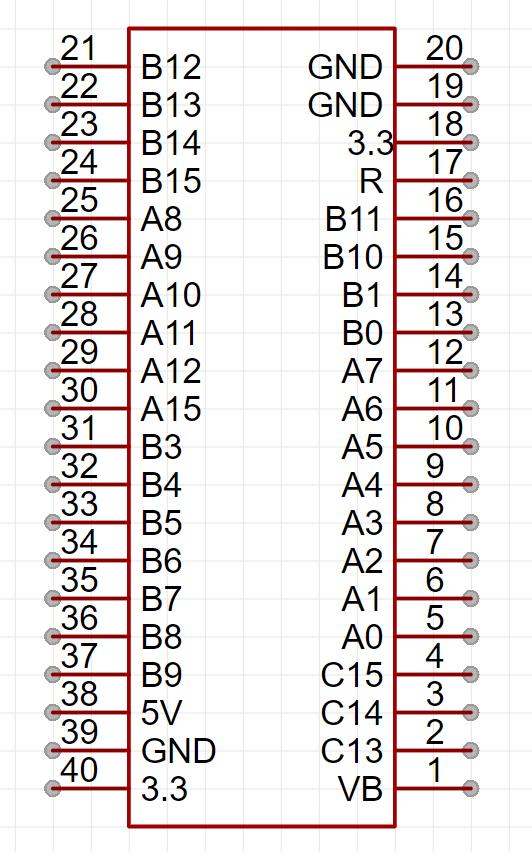 21 B12 GND 20
22 B13 GND 19
23 B14 3.3 18
24 B15 R 17
25 A8 B11 16
26 A9 B10 15
27 A10 B1 14
28 A11 B0 13
29 A12 A7 12
30 A15 A6 11
31 B3 A5 10
32 B4 A4 9
33 B5 A3 8
34 B6 A2 7
35 B7 A1 6
36 B8 A0 5
37 B9 C15 4
38 5V C14 3
39 GND C13 2
40 3.3 VB 1